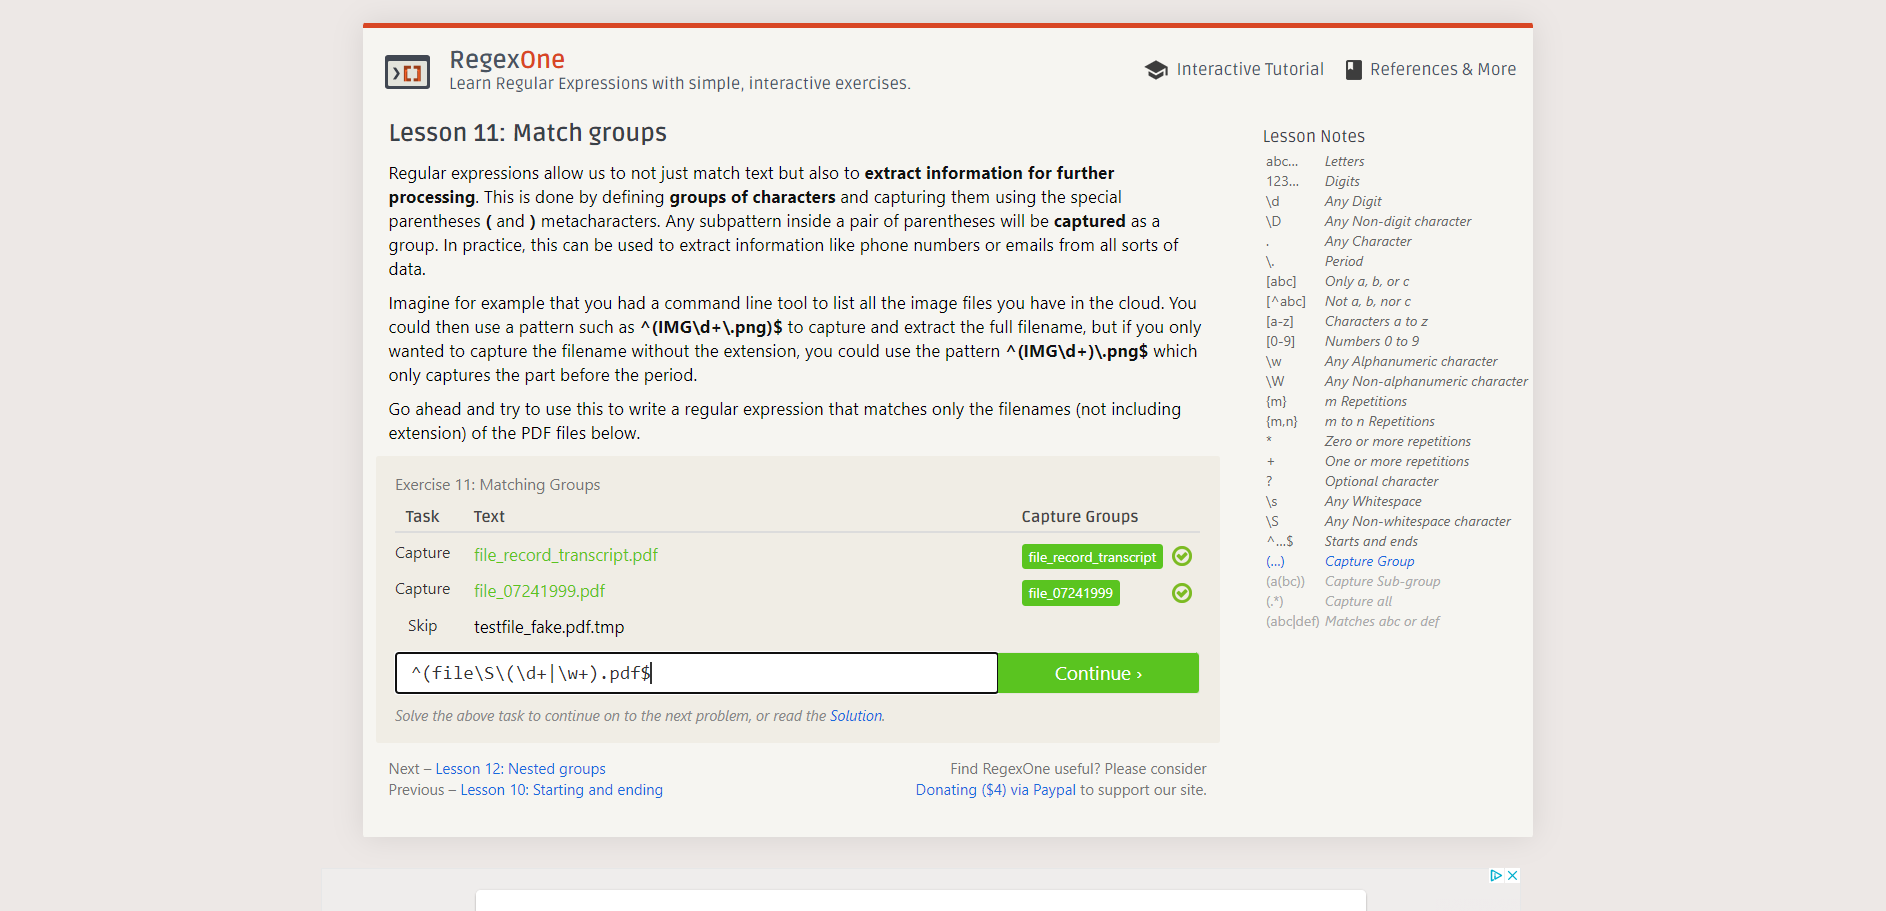 RegexOne
Learn Regular Expressions with simple, interactive exercises.
Interactive Tutorial
References & More
Lesson 11: Match groups
Regular expressions allow us to not just match text but also to extract information for further
processing. This is done by defining groups of characters and capturing them using the special
parentheses ( and ) metacharacters. Any subpattern inside a pair of parentheses will be captured as a
group. In practice, this can be used to extract information like phone numbers or emails from all sorts of
data.
Imagine for example that you had a command line tool to list all the image files you have in the cloud. You
could then use a pattern such as ^(IMG\d+\.png)$ to capture and extract the full filename, but if you only
wanted to capture the filename without the extension, you could use the pattern ^(IMG\d+)\.png$ which
only captures the part before the period.
Go ahead and try to use this to write a regular expression that matches only the filenames (not including
extension) of the PDF files below.
Exercise 11: Matching Groups
Task Text Capture Groups
Capture file_record_transcript.pdf file_record_transcript
Capture file_07241999.pdf file_07241999
Skip testfile_fake.pdf.tmp
^(file\S\(\d+|\w+).pdf$
Continue ›
Solve the above task to continue on to the next problem, or read the Solution.
Next – Lesson 12: Nested groups
Previous – Lesson 10: Starting and ending
Find RegexOne useful? Please consider
Donating ($4) via Paypal to support our site.
Lesson Notes
abc... Letters
123... Digits
\d Any Digit
\D Any Non-digit character
. Any Character
\. Period
[abc] Only a, b, or c
[^abc] Not a, b, nor c
[a-z] Characters a to z
[0-9] Numbers 0 to 9
\w Any Alphanumeric character
\W Any Non-alphanumeric character
{m} m Repetitions
{m,n} m to n Repetitions
* Zero or more repetitions
+ One or more repetitions
? Optional character
\s Any Whitespace
\S Any Non-whitespace character
^...$ Starts and ends
(...) Capture Group
(a(bc)) Capture Sub-group
(.*) Capture all
(abc|def) Matches abc or def